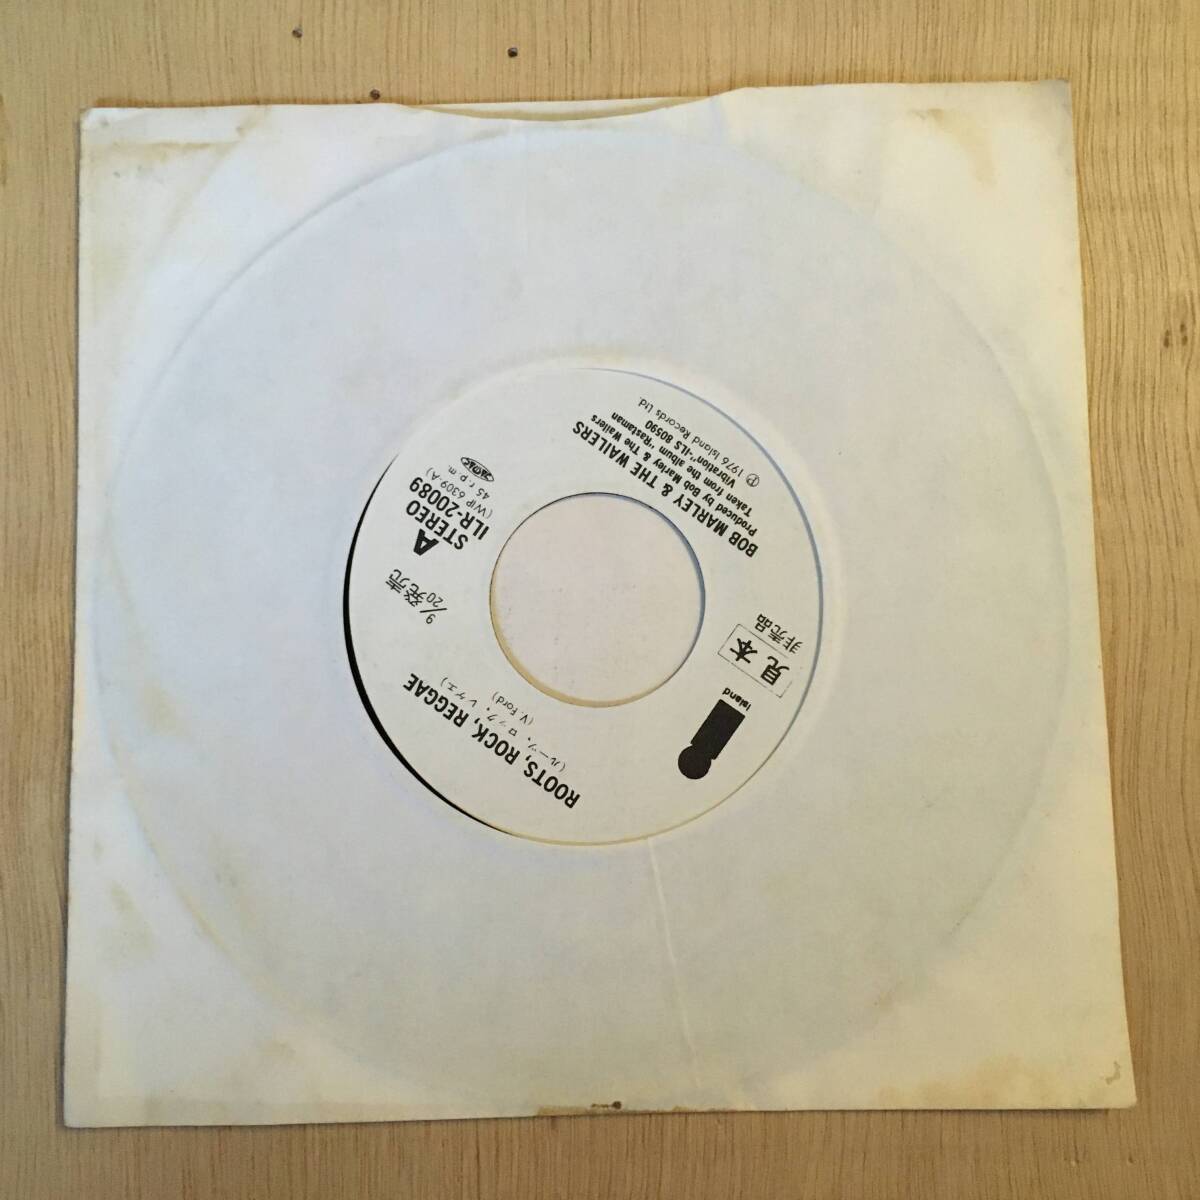 ROOTS, ROCK, REGGAE
(ルーツ、ロック、レゲエ)
(V. Ford)
Island
見本
非売品
9/20発売
A
STEREO
ILR-20089
(WIP 6309-A)
45 r.p.m.
BOB MARLEY & THE WAILERS
Produced by Bob Marley & The Wailers
Taken from the album "Rastaman
Vibration"-ILS 80590
Ⓟ 1976 Island Records Ltd.